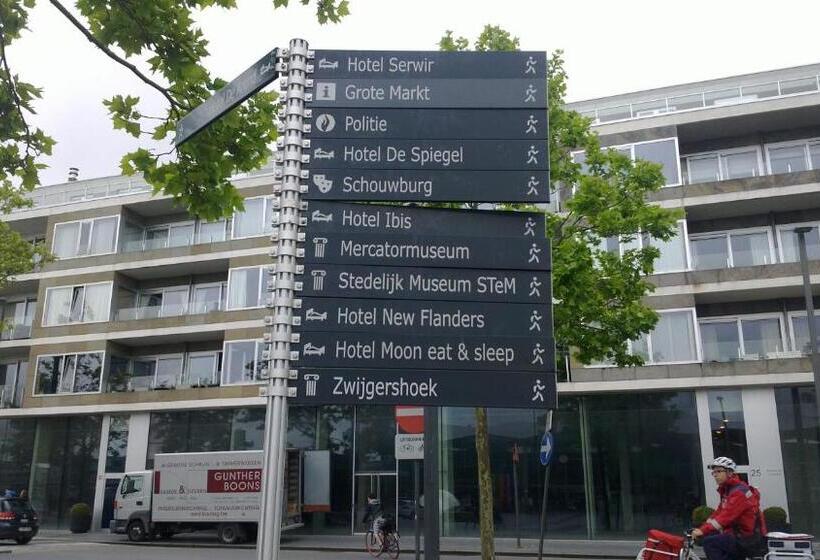 Hotel Serwir
Grote Markt
Politie
Hotel De Spiegel
Schouwburg
Hotel Ibis
Mercatormuseum
Stedelijk Museum STeM
Hotel New Flanders
Hotel Moon eat & sleep
Zwijgershoek
GUNTHER
BOONS
25